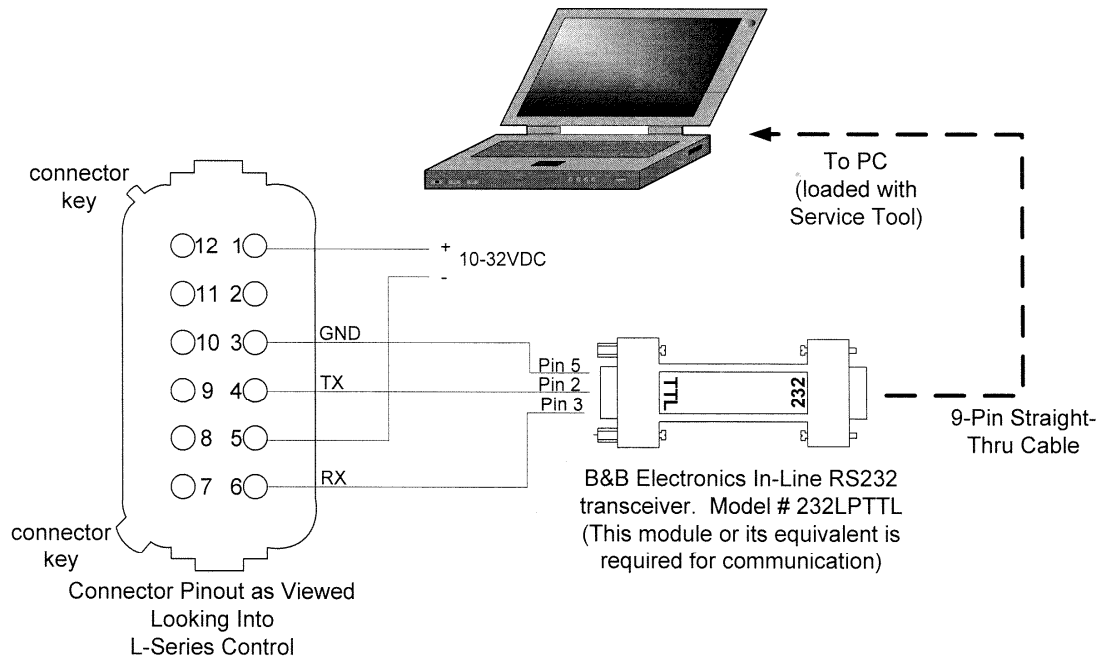 connector
key
To PC
(loaded with
Service Tool)
12 1
+
10-32VDC
-
11 2
10 3
GND
9 4
TX
8 5
7 6
RX
Pin 5
Pin 2
Pin 3
TTL
232
9-Pin Straight-
Thru Cable
B&B Electronics In-Line RS232
transceiver. Model # 232LPTTL
(This module or its equivalent is
required for communication)
connector
key
Connector Pinout as Viewed
Looking Into
L-Series Control